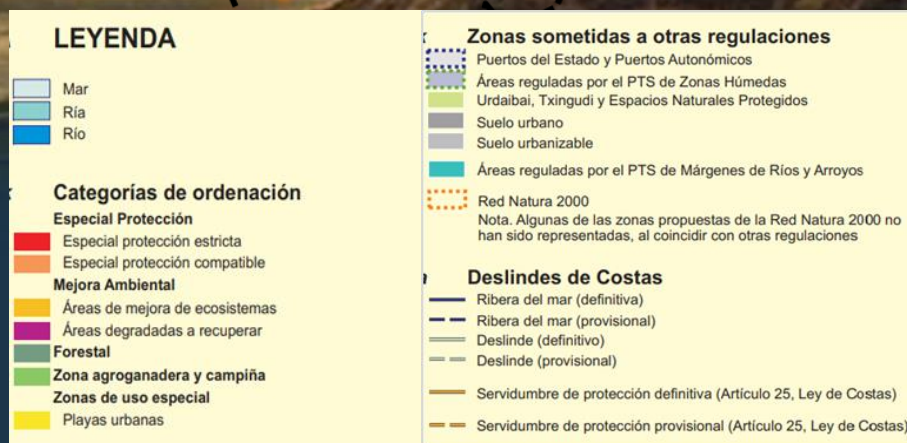 LEYENDA
Mar
Ría
Río
Categorías de ordenación
Especial Protección
Especial protección estricta
Especial protección compatible
Mejora Ambiental
Áreas de mejora de ecosistemas
Áreas degradadas a recuperar
Forestal
Zona agroganadera y campiña
Zonas de uso especial
Playas urbanas
Zonas sometidas a otras regulaciones
Puertos del Estado y Puertos Autonómicos
Áreas reguladas por el PTS de Zonas Húmedas
Urdaibai, Txingudi y Espacios Naturales Protegidos
Suelo urbano
Suelo urbanizable
Áreas reguladas por el PTS de Márgenes de Ríos y Arroyos
Red Natura 2000
Nota. Algunas de las zonas propuestas de la Red Natura 2000 no
han sido representadas, al coincidir con otras regulaciones
Deslindes de Costas
Ribera del mar (definitiva)
Ribera del mar (provisional)
Deslinde (definitivo)
Deslinde (provisional)
Servidumbre de protección definitiva (Artículo 25, Ley de Costas)
Servidumbre de protección provisional (Artículo 25, Ley de Costas)